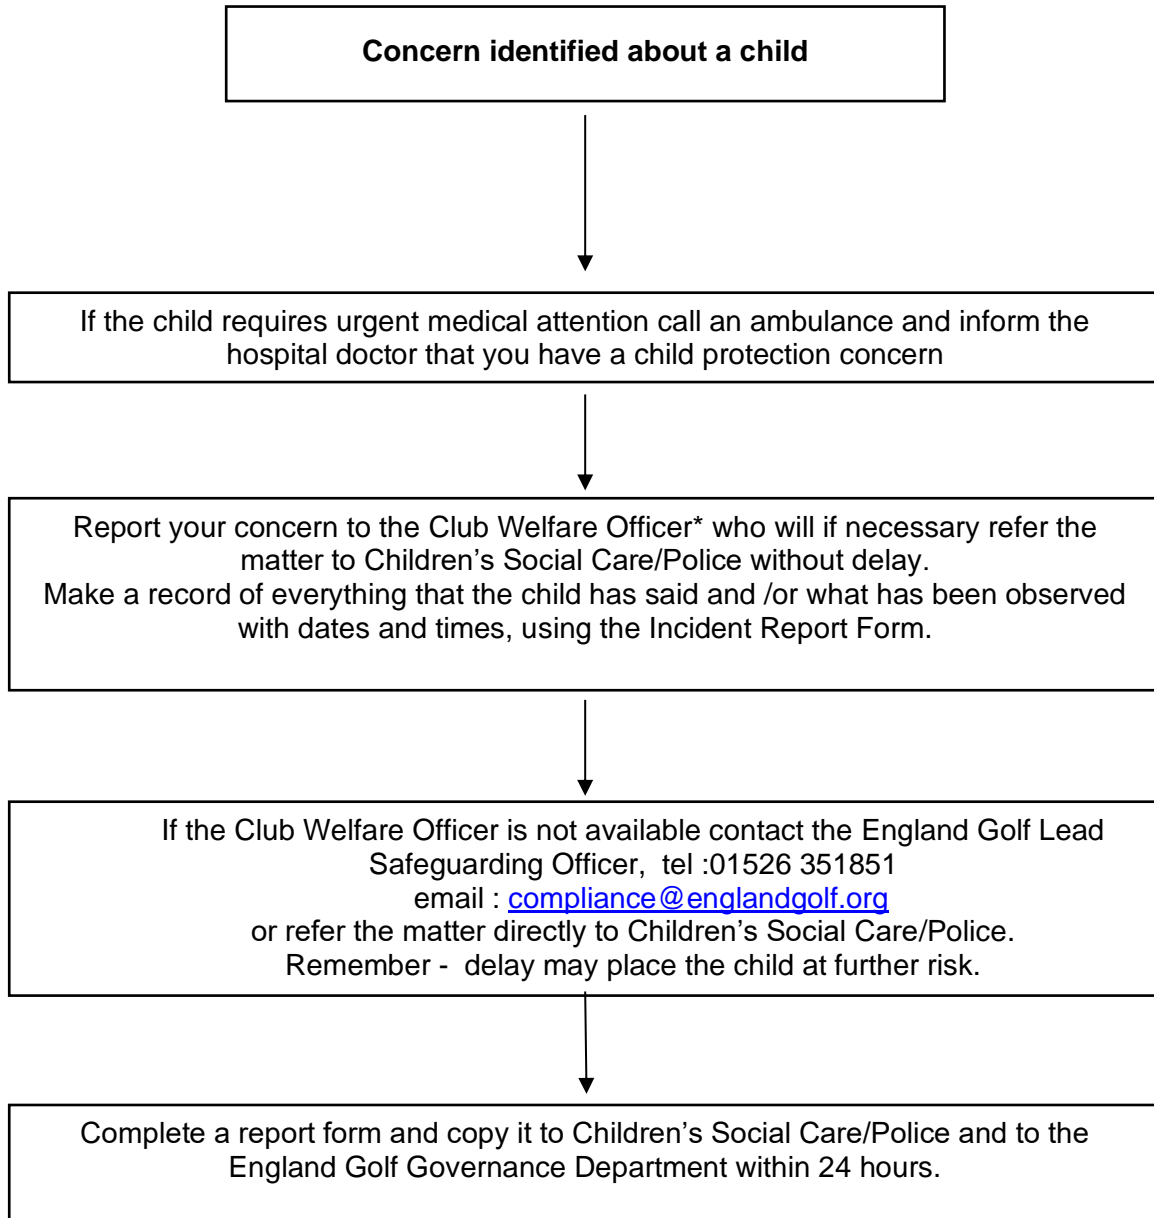 Concern identified about a child
If the child requires urgent medical attention call an ambulance and inform the
hospital doctor that you have a child protection concern
Report your concern to the Club Welfare Officer* who will if necessary refer the
matter to Children’s Social Care/Police without delay.
Make a record of everything that the child has said and /or what has been observed
with dates and times, using the Incident Report Form.
If the Club Welfare Officer is not available contact the England Golf Lead
Safeguarding Officer,  tel :01526 351851
email : compliance@englandgolf.org
or refer the matter directly to Children’s Social Care/Police.
Remember -  delay may place the child at further risk.
Complete a report form and copy it to Children’s Social Care/Police and to the
England Golf Governance Department within 24 hours.